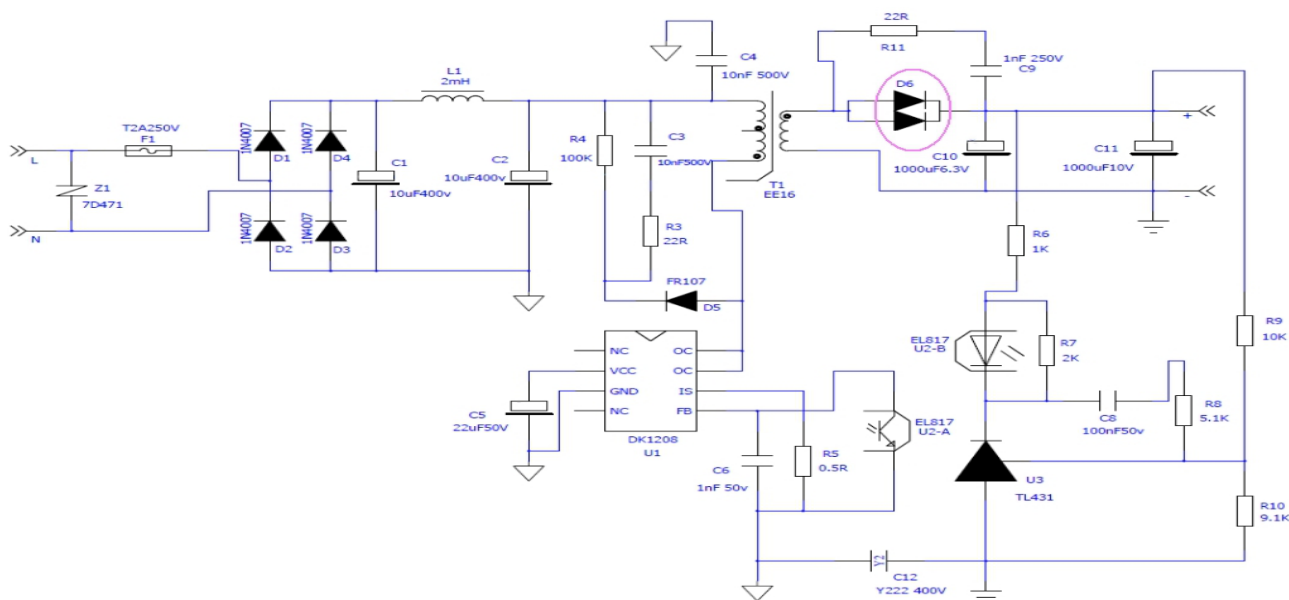 22R
R11
1nF 250V
C9
C4
10nF 500V
D6
L1
2mH
T2A250V
F1
1N4007
1N4007
D1
D4
L
Z1
7D471
N
1N4007
1N4007
D2
D3
C1
10uF400v
C2
10uF400v
R4
100K
C3
10nF500V
R3
22R
FR107
D5
T1
EE16
C10
1000uF6.3V
C11
1000uF10V
+
-
R6
1K
R9
10K
EL817
U2-B
R7
2K
C8
100nF50v
R8
5.1K
NC
VCC
GND
NC
OC
OC
IS
FB
DK1208
U1
C5
22uF50V
EL817
U2-A
C6
1nF 50v
R5
0.5R
U3
TL431
R10
9.1K
Y2
C12
Y222 400V